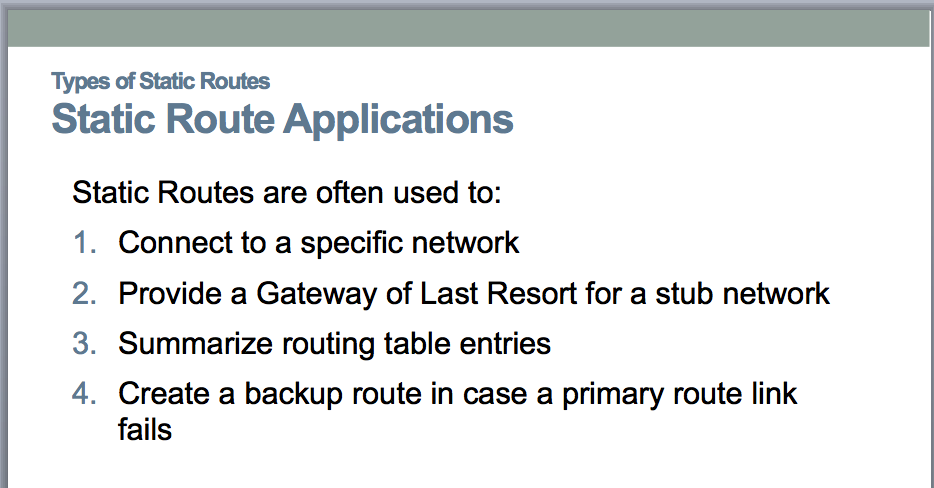 Types of Static Routes
Static Route Applications
Static Routes are often used to:
1. Connect to a specific network
2. Provide a Gateway of Last Resort for a stub network
3. Summarize routing table entries
4. Create a backup route in case a primary route link
fails